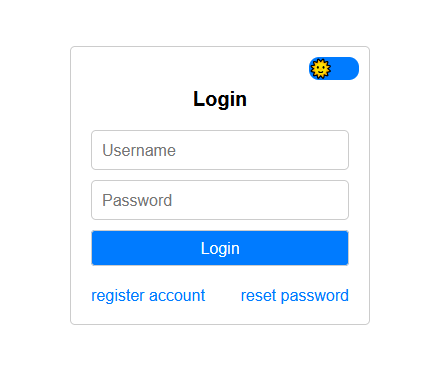 Login
Username
Password
Login
register account reset password